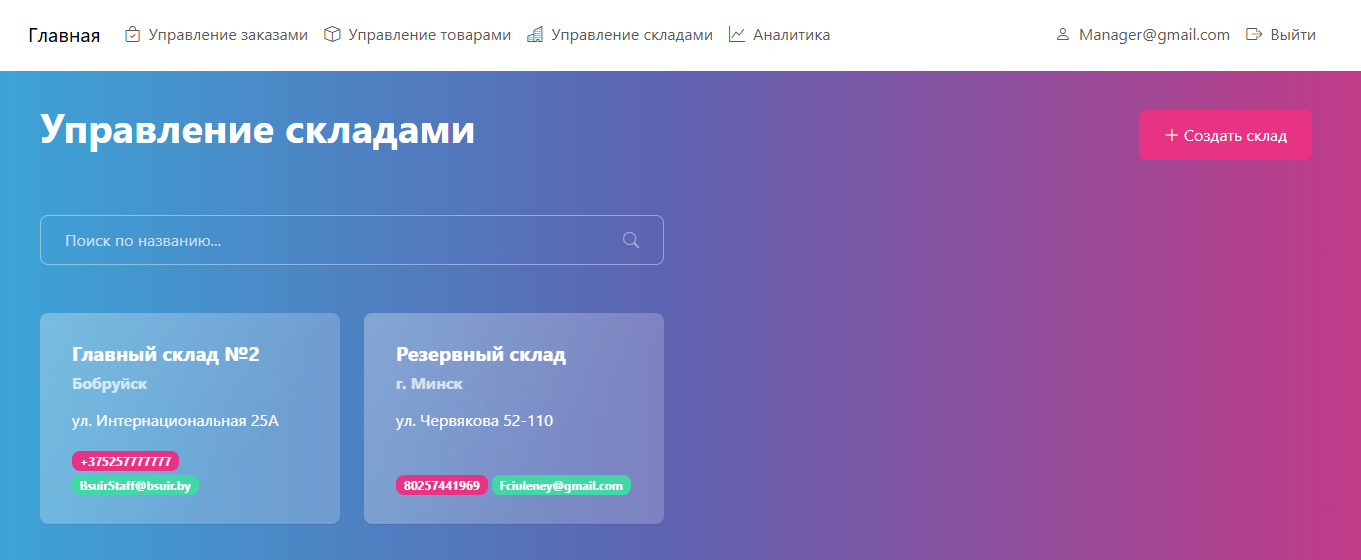 Главная Управление заказами Управление товарами Управление складами Аналитика Manager@gmail.com Выйти
Управление складами
+ Создать склад
Поиск по названию...
Главный склад №2
Бобруйск
ул. Интернациональная 25А
+375257777777
BsuirStaff@bsuir.by
Резервный склад
г. Минск
ул. Червякова 52-110
80257441969 Fciuleney@gmail.com